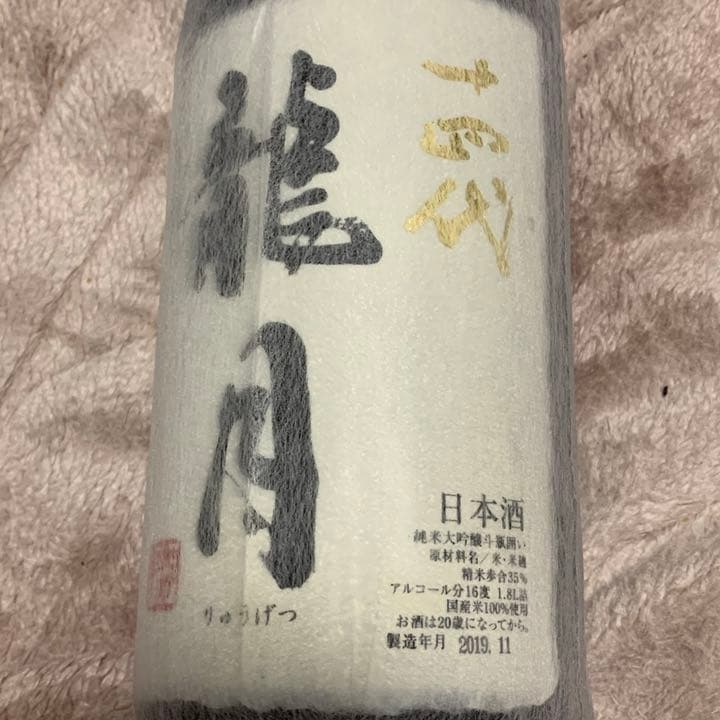 十四代
龍月
りゅうげつ
日本酒
純米大吟醸斗瓶囲い
原材料名/米・米麹
精米歩合35%
アルコール分16度 1.8L詰
国産米100%使用
お酒は20歳になってから。
製造年月 2019.11